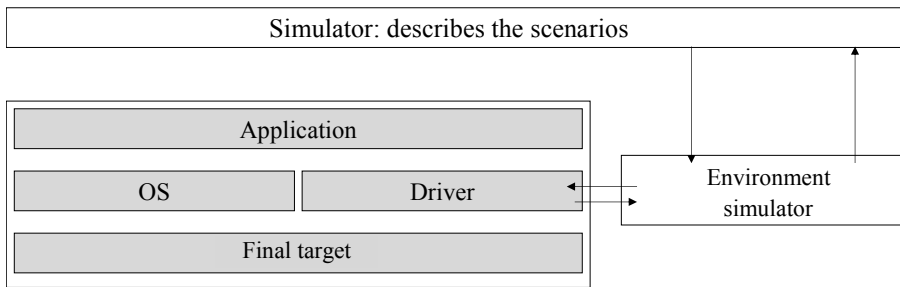 Simulator: describes the scenarios
Application
OS
Driver
Final target
Environment
simulator